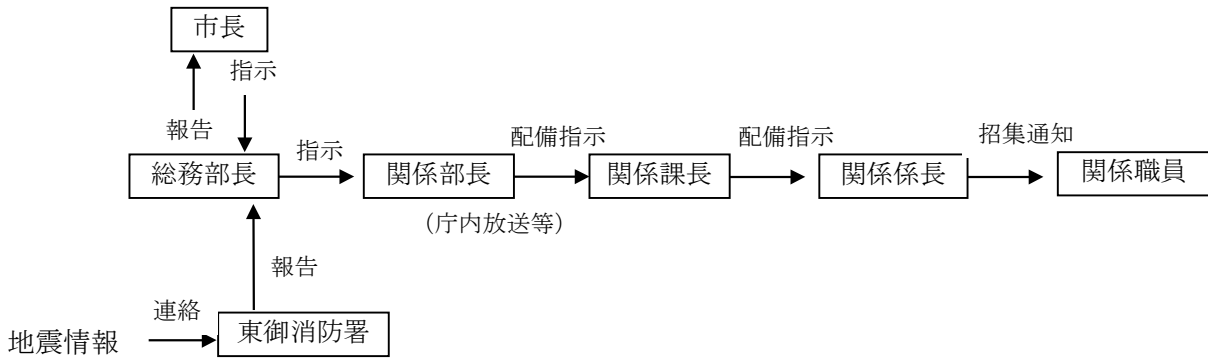 市長
指示
報告
配備指示
配備指示
招集通知
指示
総務部長
関係部長
関係課長
関係係長
関係職員
（庁内放送等）
報告
連絡
東御消防署
地震情報